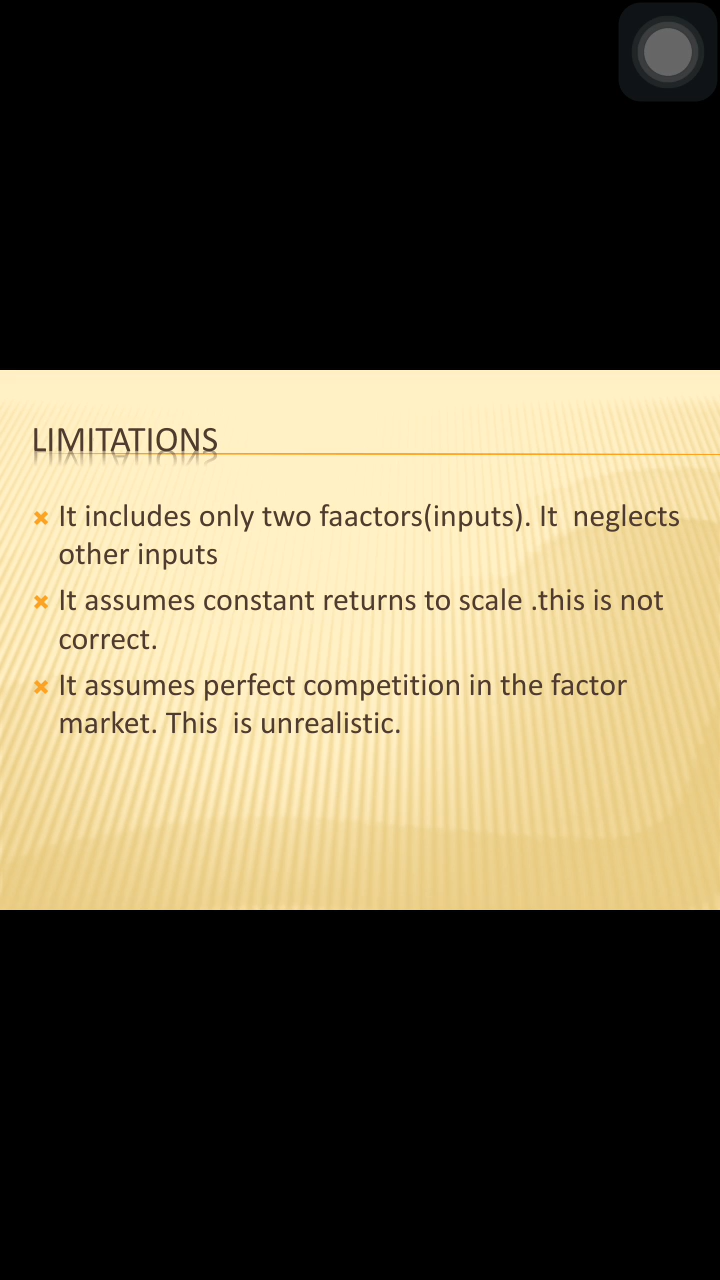 LIMITATIONS
It includes only two faactors(inputs). It  neglects
other inputs
It assumes constant returns to scale .this is not
correct.
It assumes perfect competition in the factor
market. This  is unrealistic.